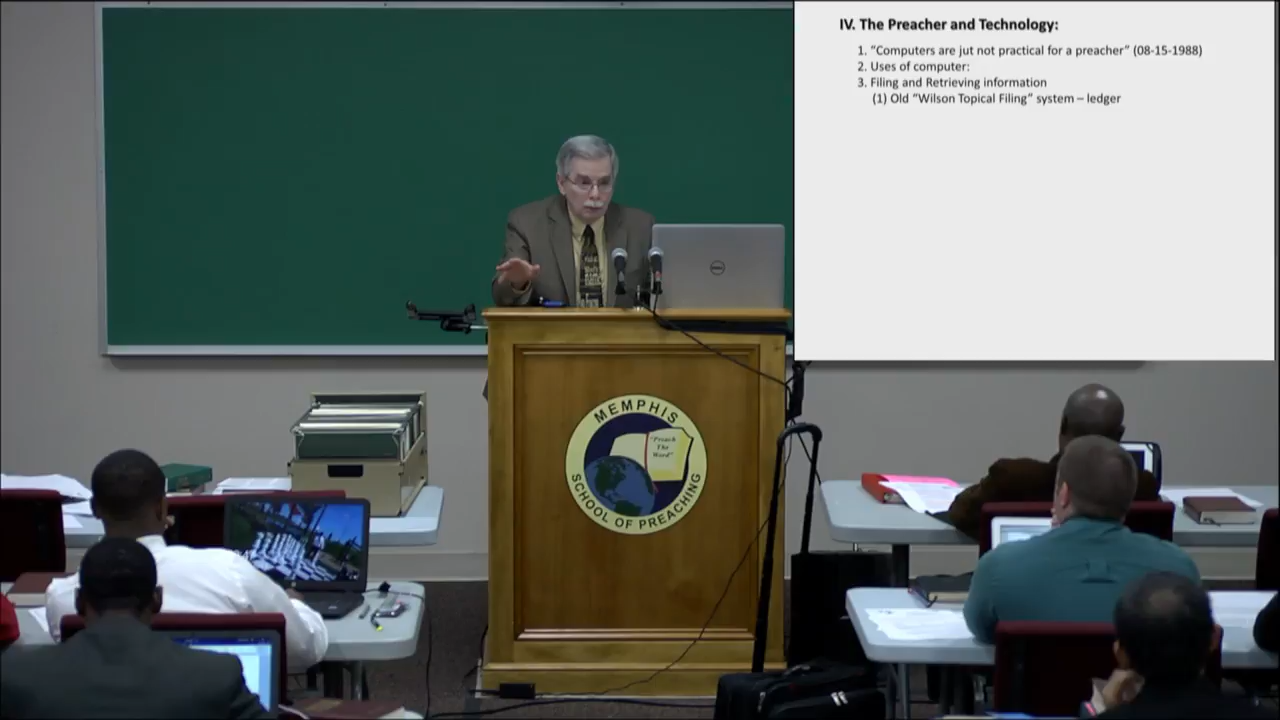 IV. The Preacher and Technology:
1. “Computers are jut not practical for a preacher” (08-15-1988)
2. Uses of computer:
3. Filing and Retrieving information
(1) Old “Wilson Topical Filing” system – ledger
DELL
MEMPHIS
"Preach
The
Word"
SCHOOL OF PREACHING